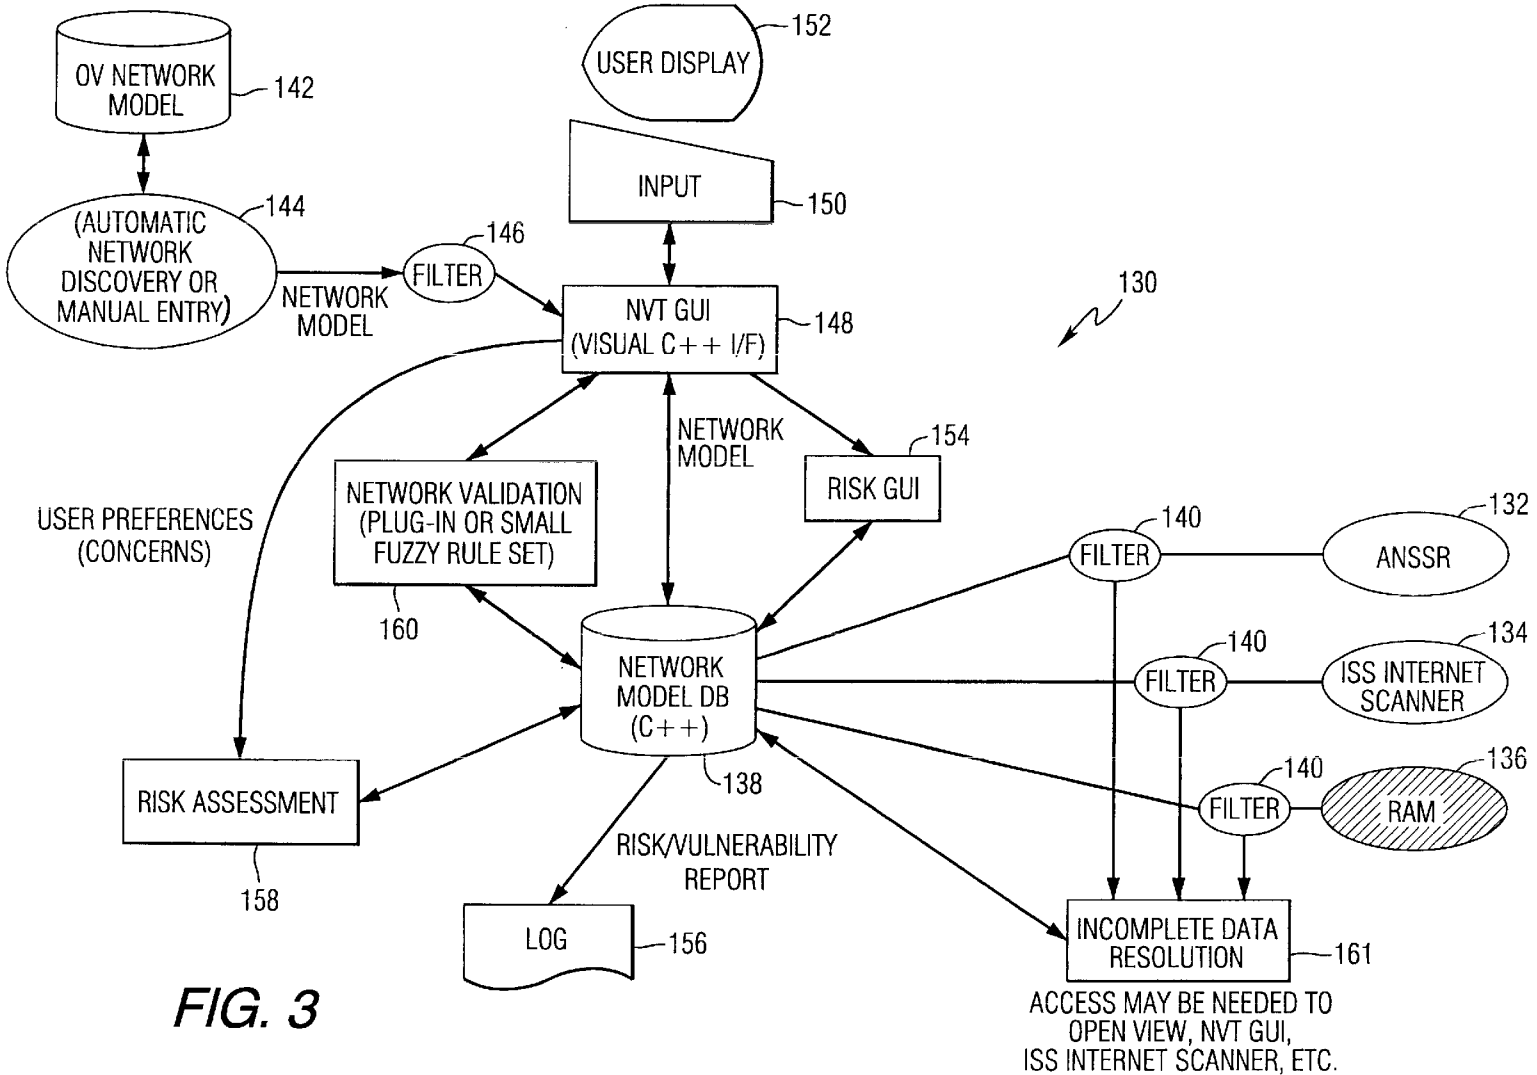 OV NETWORK
MODEL
142
USER DISPLAY
152
INPUT
150
(AUTOMATIC
NETWORK
DISCOVERY OR
MANUAL ENTRY)
144
NETWORK
MODEL
FILTER
146
NVT GUI
(VISUAL C++ I/F)
148
130
USER PREFERENCES
(CONCERNS)
NETWORK VALIDATION
(PLUG-IN OR SMALL
FUZZY RULE SET)
160
NETWORK
MODEL
RISK GUI
154
FILTER
140
ANSSR
132
FILTER
140
ISS INTERNET
SCANNER
134
FILTER
140
RAM
136
NETWORK
MODEL DB
(C++)
138
RISK ASSESSMENT
158
RISK/VULNERABILITY
REPORT
LOG
156
INCOMPLETE DATA
RESOLUTION
161
ACCESS MAY BE NEEDED TO
OPEN VIEW, NVT GUI,
ISS INTERNET SCANNER, ETC.
FIG. 3